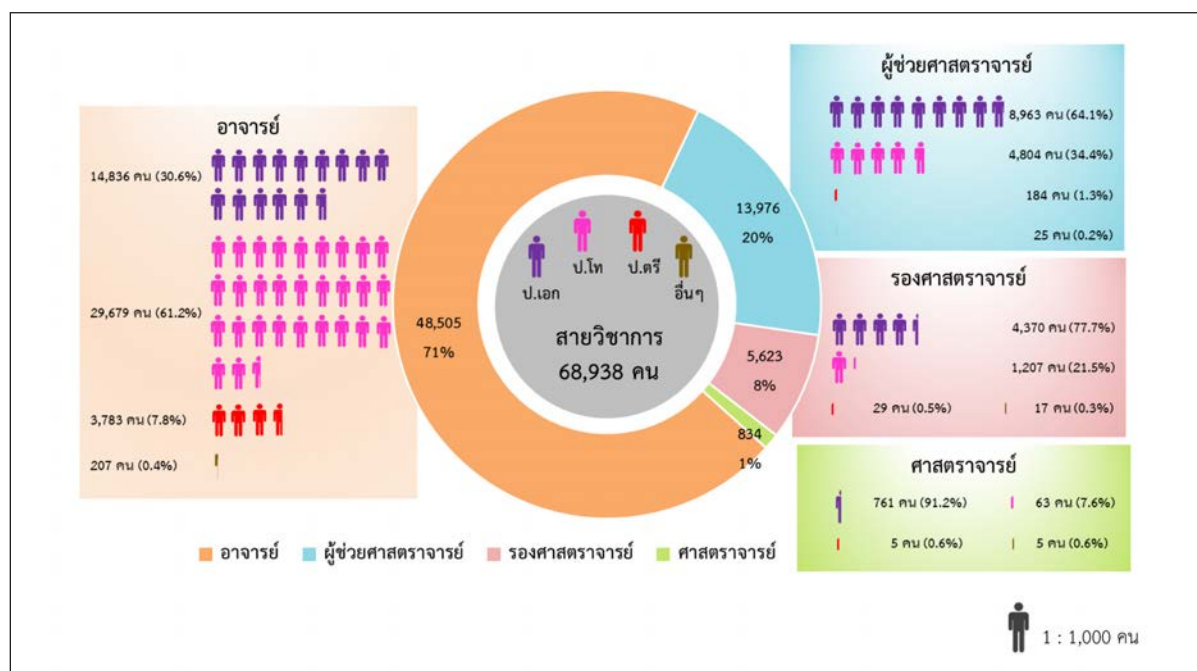 อาจารย์
14,836 คน (30.6%)
29,679 คน (61.2%)
3,783 คน (7.8%)
207 คน (0.4%)
48,505
71%
13,976
20%
5,623
8%
834
1%
ป.เอก
ป.โท
ป.ตรี
อื่นๆ
สายวิชาการ
68,938 คน
ผู้ช่วยศาสตราจารย์
8,963 คน (64.1%)
4,804 คน (34.4%)
184 คน (1.3%)
25 คน (0.2%)
รองศาสตราจารย์
4,370 คน (77.7%)
1,207 คน (21.5%)
29 คน (0.5%) 17 คน (0.3%)
ศาสตราจารย์
761 คน (91.2%) 63 คน (7.6%)
5 คน (0.6%) 5 คน (0.6%)
อาจารย์ ผู้ช่วยศาสตราจารย์ รองศาสตราจารย์ ศาสตราจารย์
1 : 1,000 คน